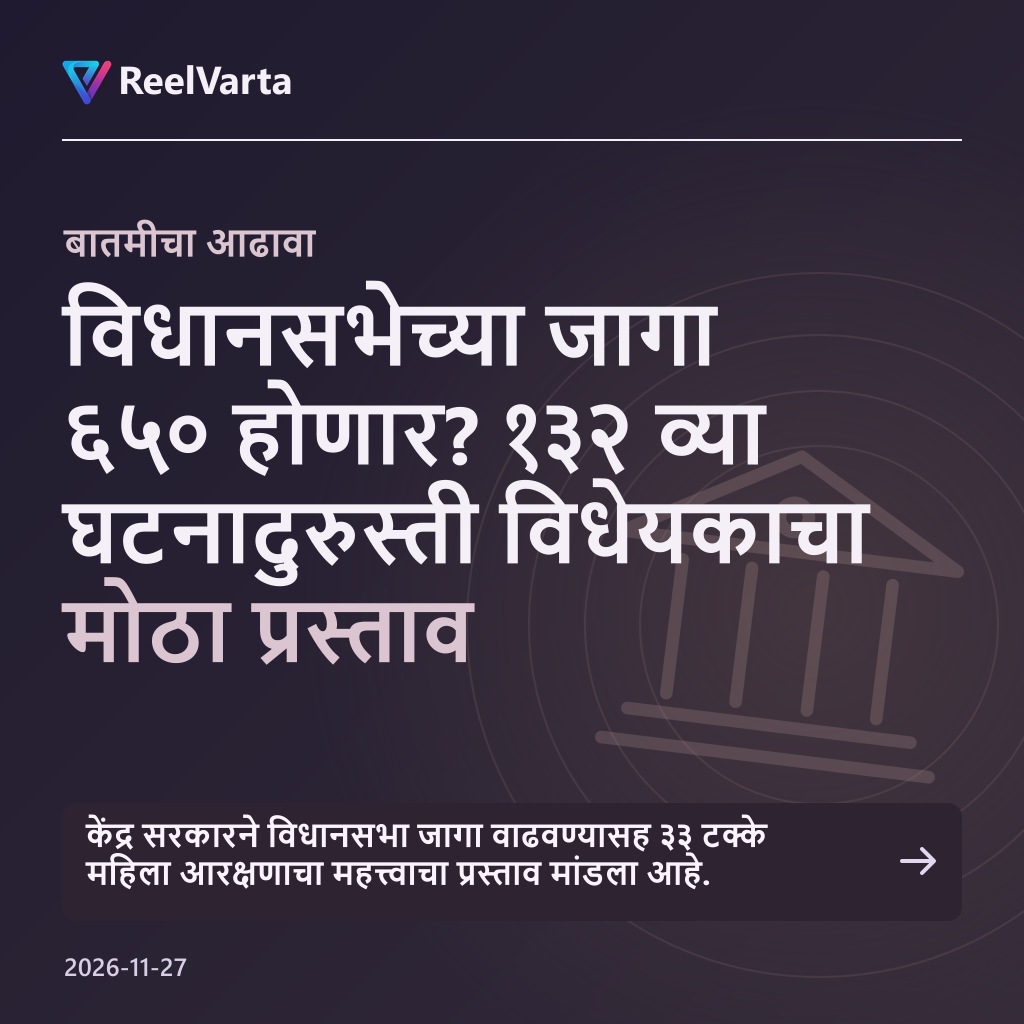 ReelVarta
बातमीचा आढावा
विधानसभेच्या जागा
६५० होणार? १३२ व्या
घटनादुरुस्ती विधेयकाचा
मोठा प्रस्ताव
केंद्र सरकारने विधानसभा जागा वाढवण्यासह ३३ टक्के
महिला आरक्षणाचा महत्त्वाचा प्रस्ताव मांडला आहे.
2026-11-27